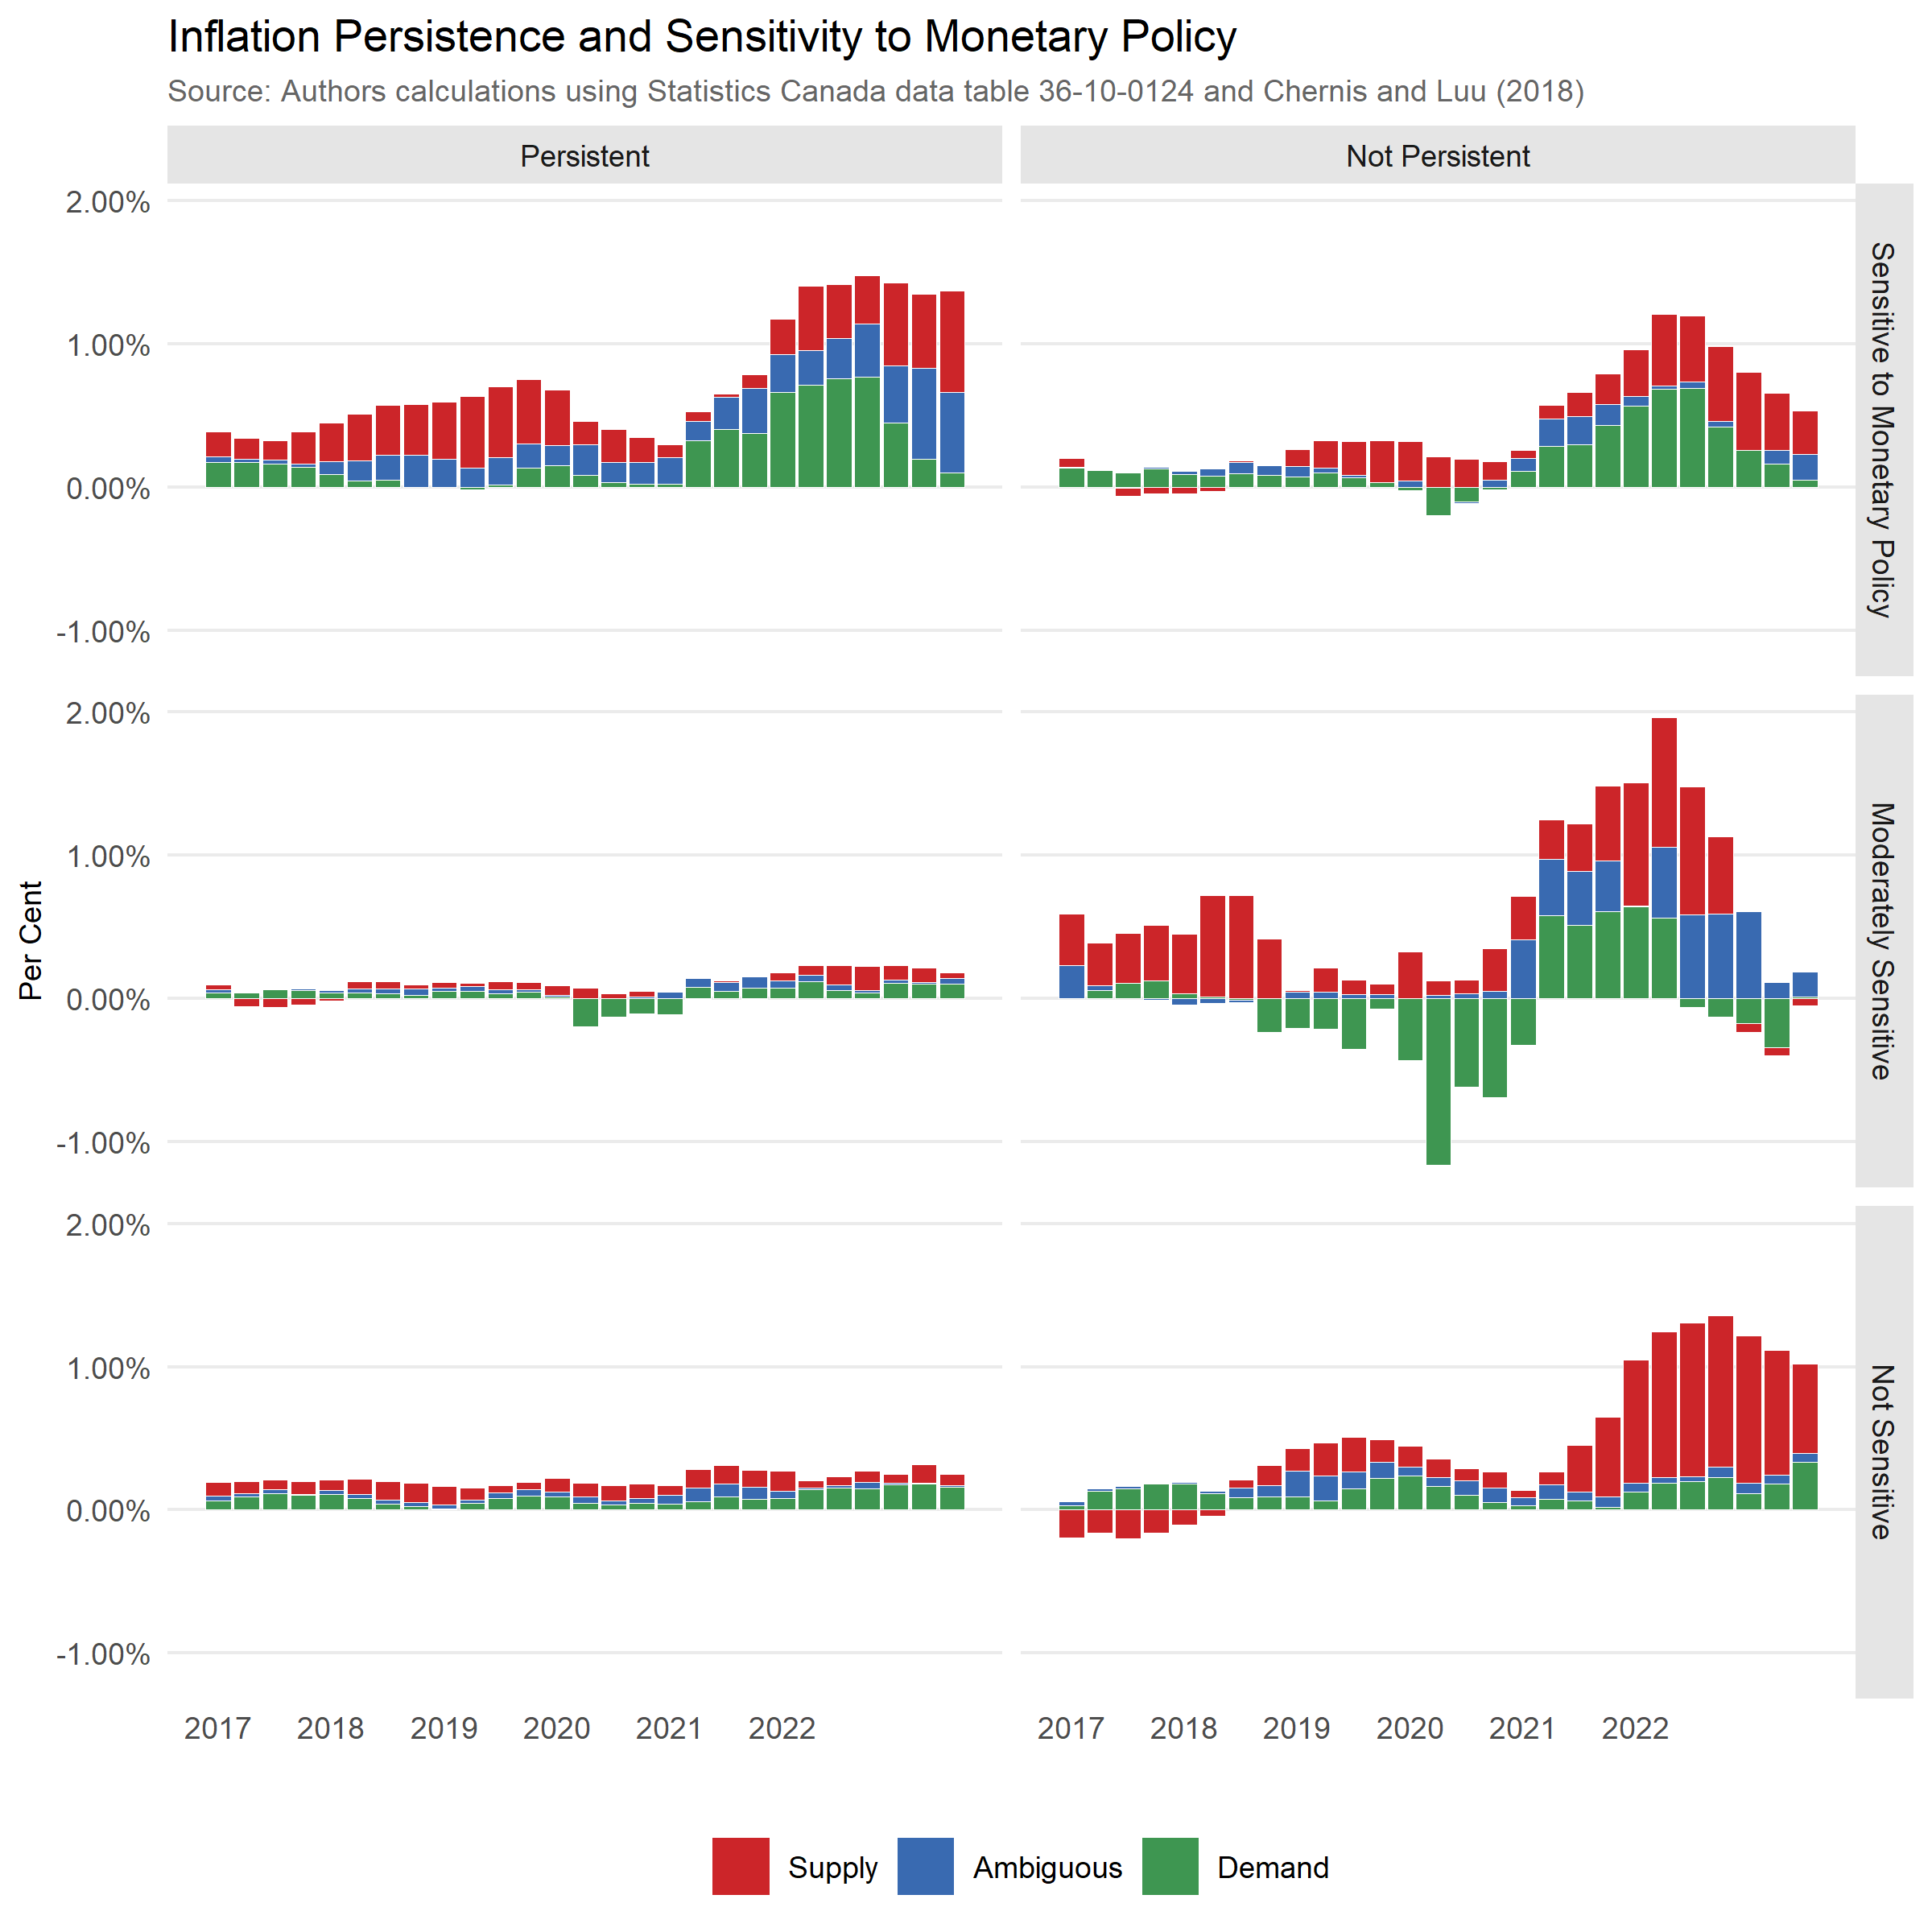 Inflation Persistence and Sensitivity to Monetary Policy
Source: Authors calculations using Statistics Canada data table 36-10-0124 and Chernis and Luu (2018)
Persistent
Not Persistent
2.00%
1.00%
0.00%
-1.00%
Sensitive to Monetary Policy
Per Cent
2.00%
1.00%
0.00%
-1.00%
Moderately Sensitive
2.00%
1.00%
0.00%
-1.00%
Not Sensitive
2017 2018 2019 2020 2021 2022
2017 2018 2019 2020 2021 2022
Supply Ambiguous Demand